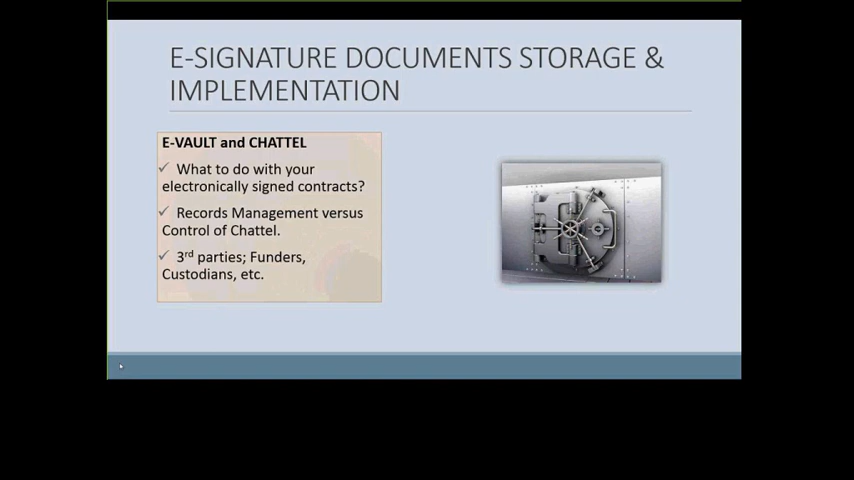 E-SIGNATURE DOCUMENTS STORAGE &
IMPLEMENTATION
E-VAULT and CHATTEL
✓ What to do with your
electronically signed contracts?
✓ Records Management versus
Control of Chattel.
✓ 3rd parties; Funders,
Custodians, etc.